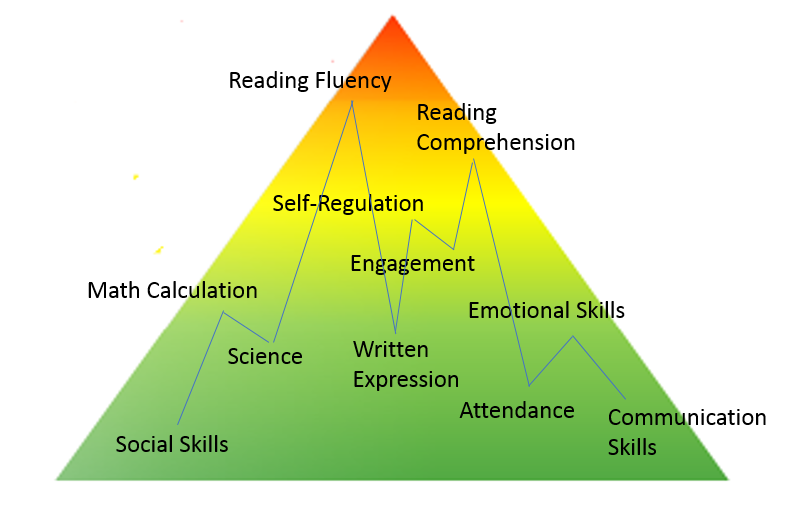 Reading Fluency
Reading
Comprehension
Self-Regulation
Engagement
Math Calculation
Emotional Skills
Science
Written
Expression
Attendance
Communication
Skills
Social Skills